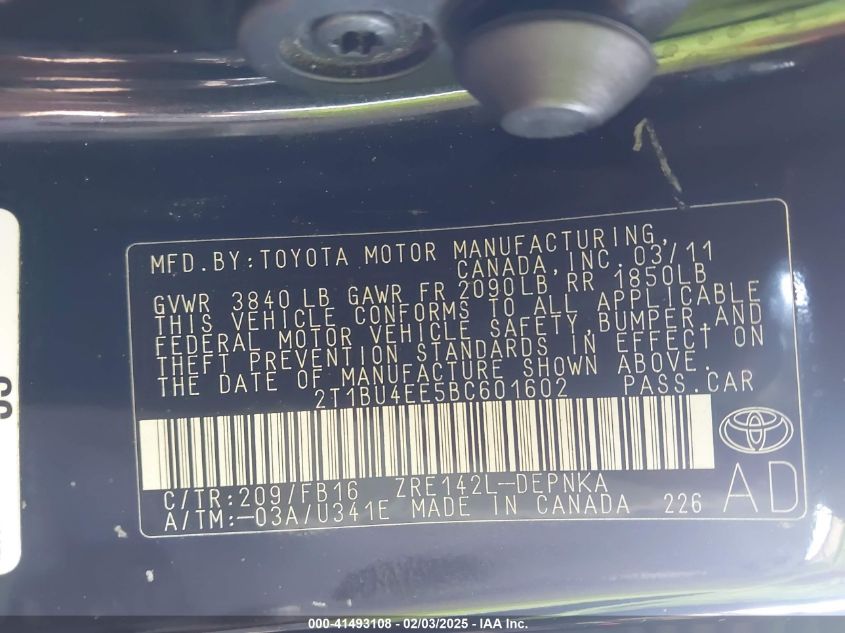 MFD.BY:TOYOTA MOTOR MANUFACTURING,
CANADA,INC. 03/11
GVWR 3840 LB GAWR FR 2090LB RR 1850LB
THIS VEHICLE CONFORMS TO ALL APPLICABLE
FEDERAL MOTOR VEHICLE SAFETY,BUMPER,AND
THEFT PREVENTION STANDARDS IN EFFECT ON
THE DATE OF MANUFACTURE SHOWN ABOVE.
2T1BU4EE5BC601602 PASS.CAR
C/TR:209/FB16 ZRE142L-DEPNKA
A/TM:-03A/U341E MADE IN CANADA 226
AD
000-41493108 - 02/03/2025 - IAA Inc.